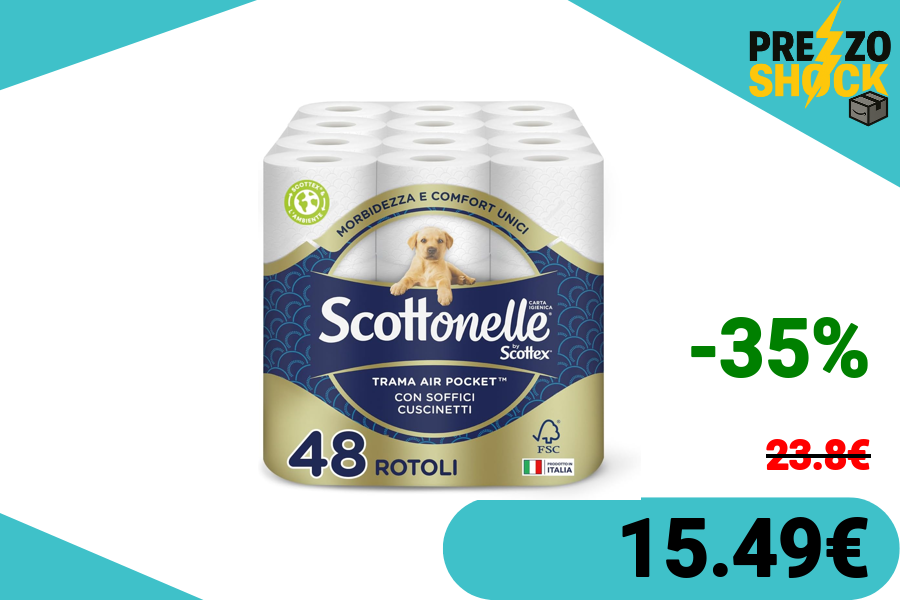 PREZZO
SHOCK
SCOTTEX® &
L'AMBIENTE
MORBIDEZZA E COMFORT UNICI
Scottonelle®
CARTA
IGIENICA
by
Scottex®
TRAMA AIR POCKET™
CON SOFFICI
CUSCINETTI
48 ROTOLI
FSC
PRODOTTO IN
ITALIA
-35%
23.8€
15.49€